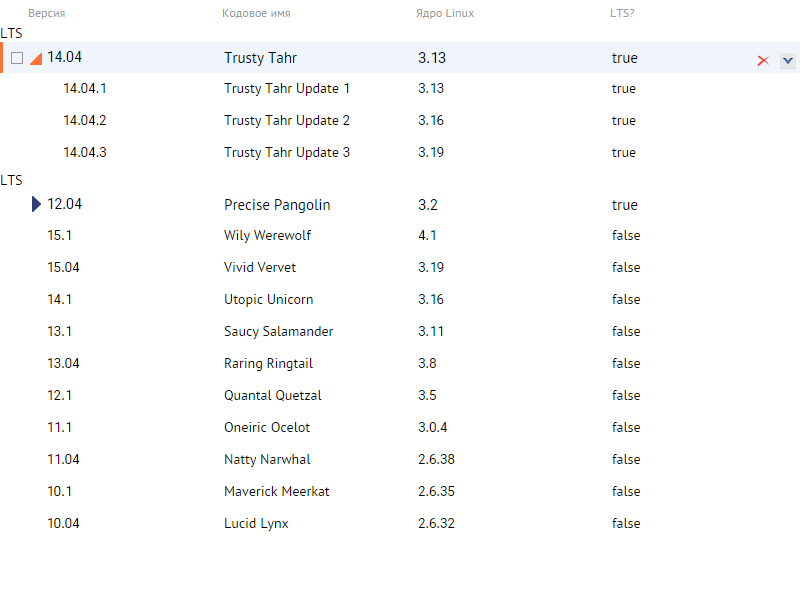 Версия Кодовое имя Ядро Linux LTS?
LTS
14.04 Trusty Tahr 3.13 true
14.04.1 Trusty Tahr Update 1 3.13 true
14.04.2 Trusty Tahr Update 2 3.16 true
14.04.3 Trusty Tahr Update 3 3.19 true
LTS
12.04 Precise Pangolin 3.2 true
15.1 Wily Werewolf 4.1 false
15.04 Vivid Vervet 3.19 false
14.1 Utopic Unicorn 3.16 false
13.1 Saucy Salamander 3.11 false
13.04 Raring Ringtail 3.8 false
12.1 Quantal Quetzal 3.5 false
11.1 Oneiric Ocelot 3.0.4 false
11.04 Natty Narwhal 2.6.38 false
10.1 Maverick Meerkat 2.6.35 false
10.04 Lucid Lynx 2.6.32 false